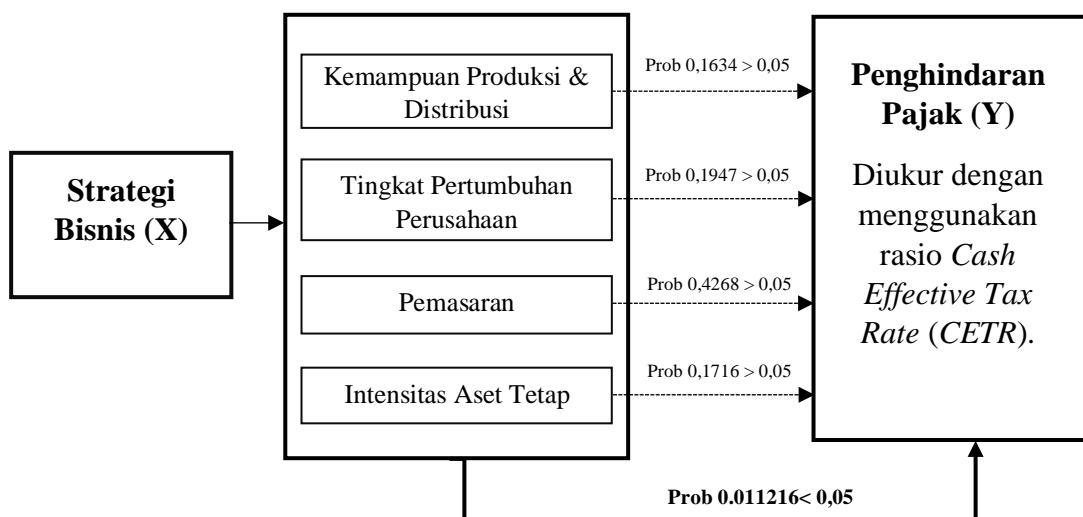 Strategi
Bisnis (X)
Kemampuan Produksi &
Distribusi
Tingkat Pertumbuhan
Perusahaan
Pemasaran
Intensitas Aset Tetap
Prob 0,1634 > 0,05
Prob 0,1947 > 0,05
Prob 0,4268 > 0,05
Prob 0,1716 > 0,05
Penghindaran
Pajak (Y)
Diukur dengan
menggunakan
rasio Cash
Effective Tax
Rate (CETR).
Prob 0.011216< 0,05